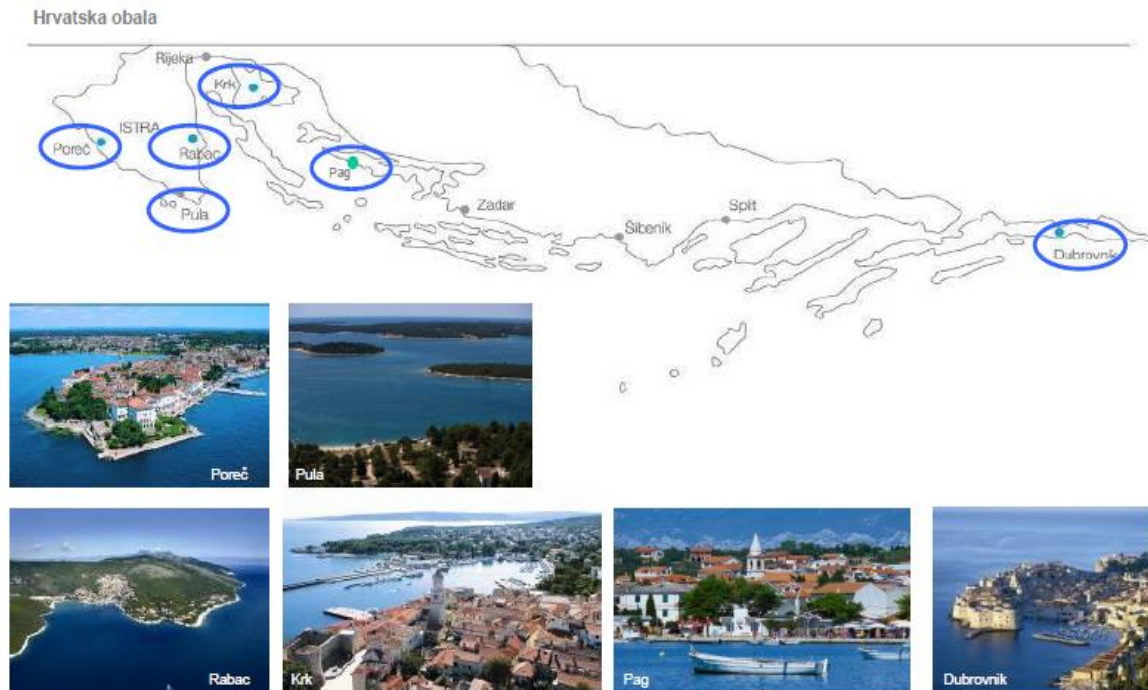 Hrvatska obala
Rijeka
Krk
ISTRA
Poreč
Rabac
Pag
Pula
Zadar
Šibenik
Split
Dubrovnik
Poreč
Pula
Rabac
Krk
Pag
Dubrovnik